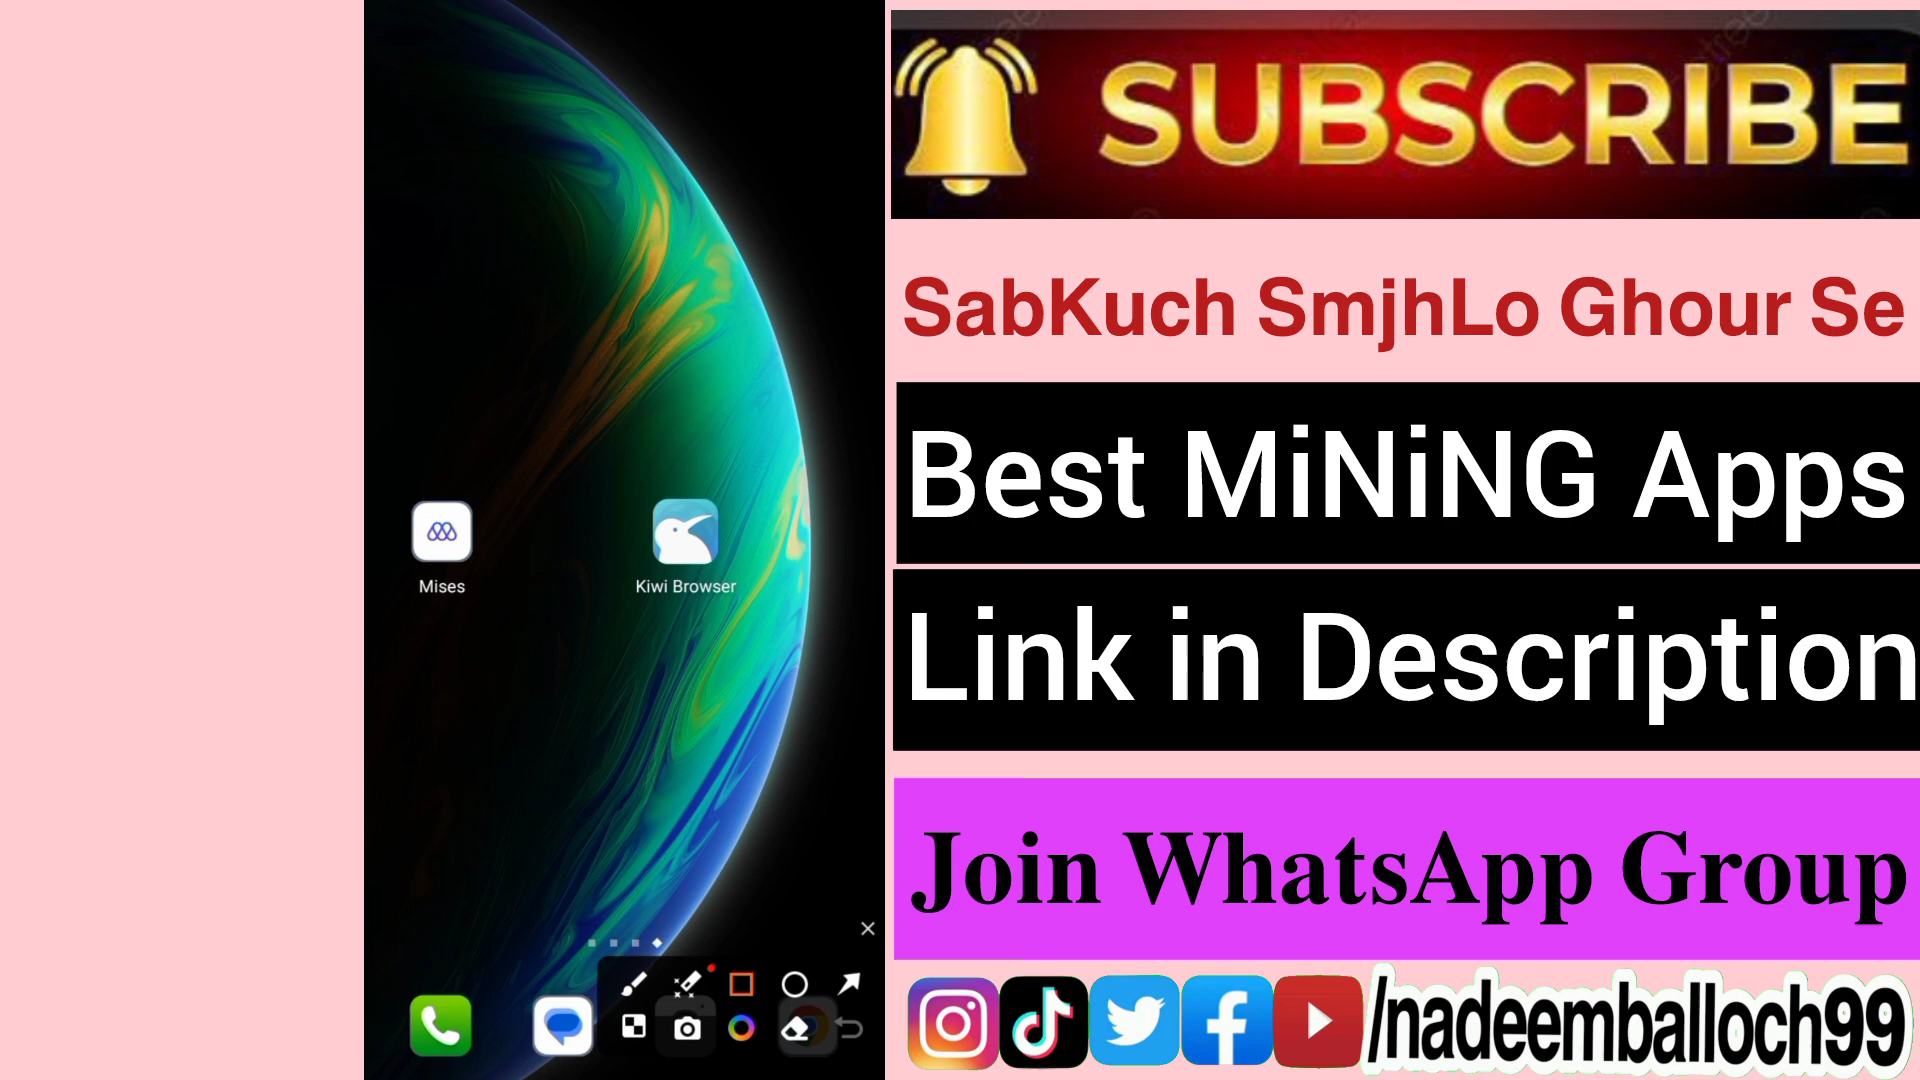 SUBSCRIBE
SabKuch SmjhLo Ghour Se
Best MiNiNG Apps
Link in Description
Join WhatsApp Group
/nadeemballoch99
Mises
Kiwi Browser